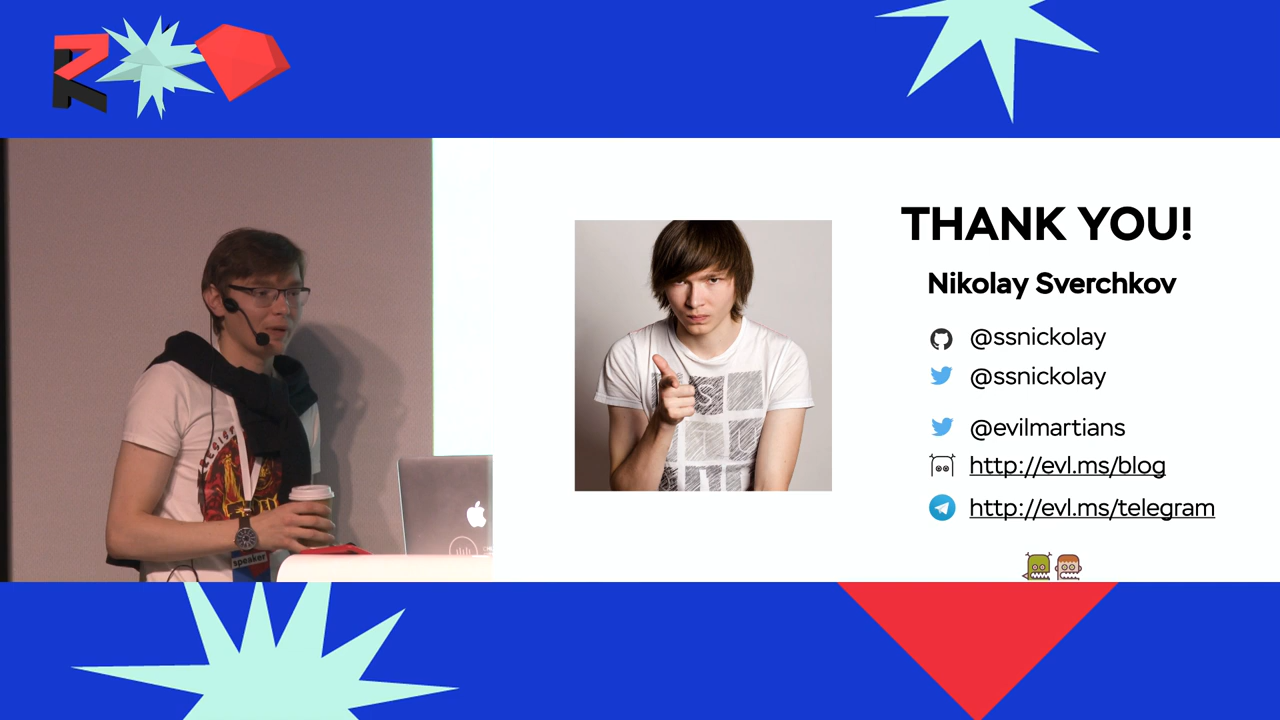 THANK YOU!
Nikolay Sverchkov
@ssnickolay
@ssnickolay
@evilmartians
http://evl.ms/blog
http://evl.ms/telegram
speaker